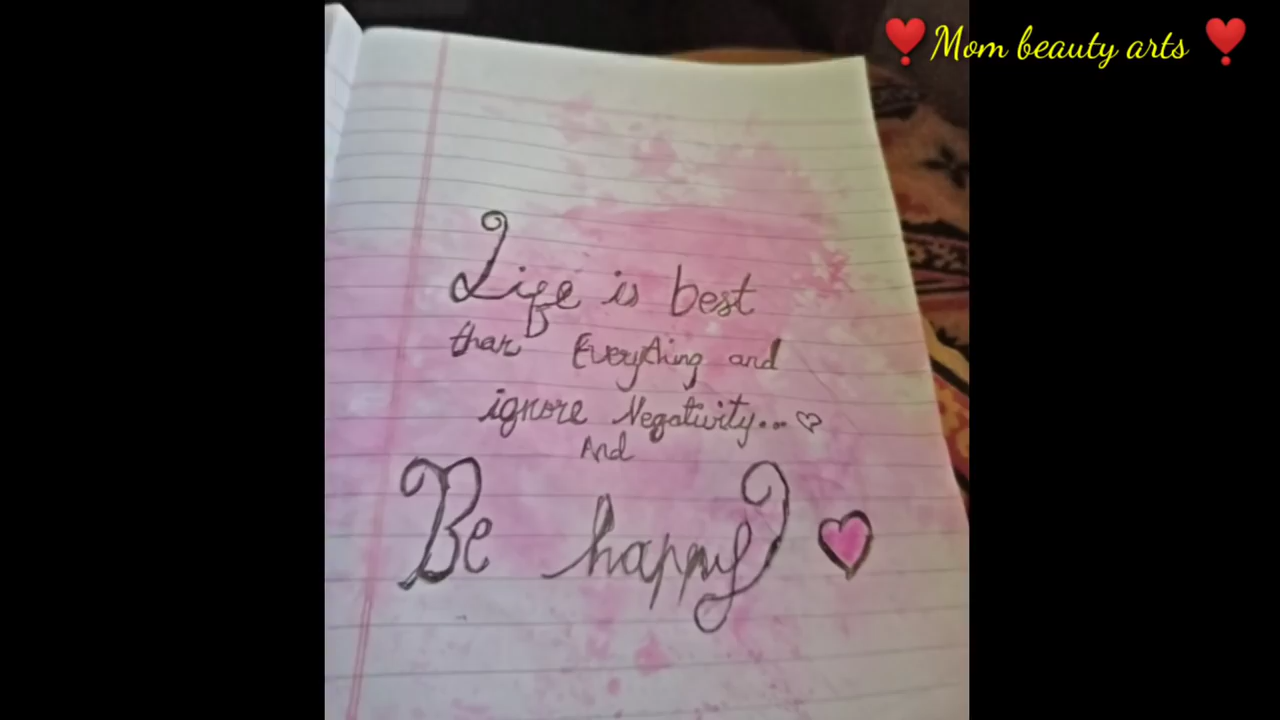 ❣Mom beauty arts ❣
Life is best
than Everything and
ignore Negativity...♡
And
Be happy